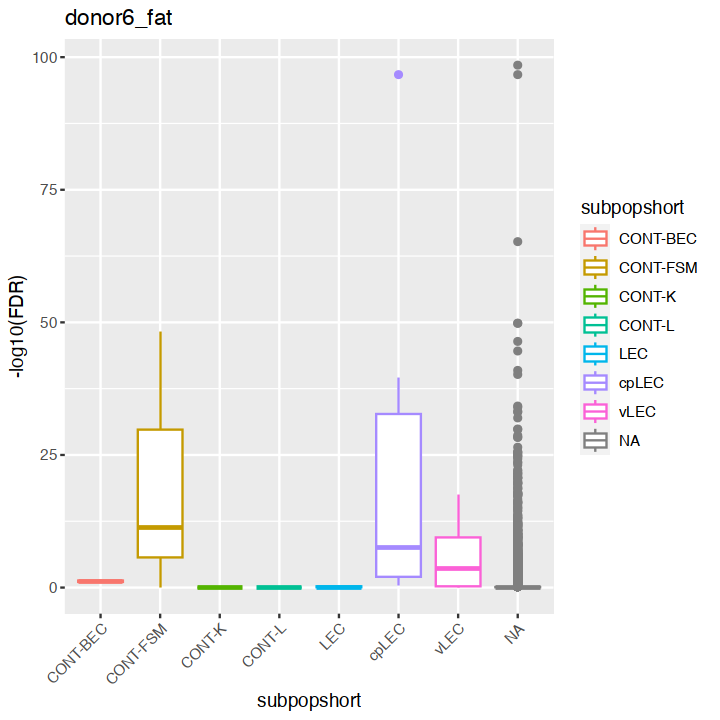 donor6_fat
100
75
50
25
0
-log10(FDR)
CONT-BEC
CONT-FSM
CONT-K
CONT-L
LEC
cpLEC
vLEC
NA
subpopshort
subpopshort
CONT-BEC
CONT-FSM
CONT-K
CONT-L
LEC
cpLEC
vLEC
NA